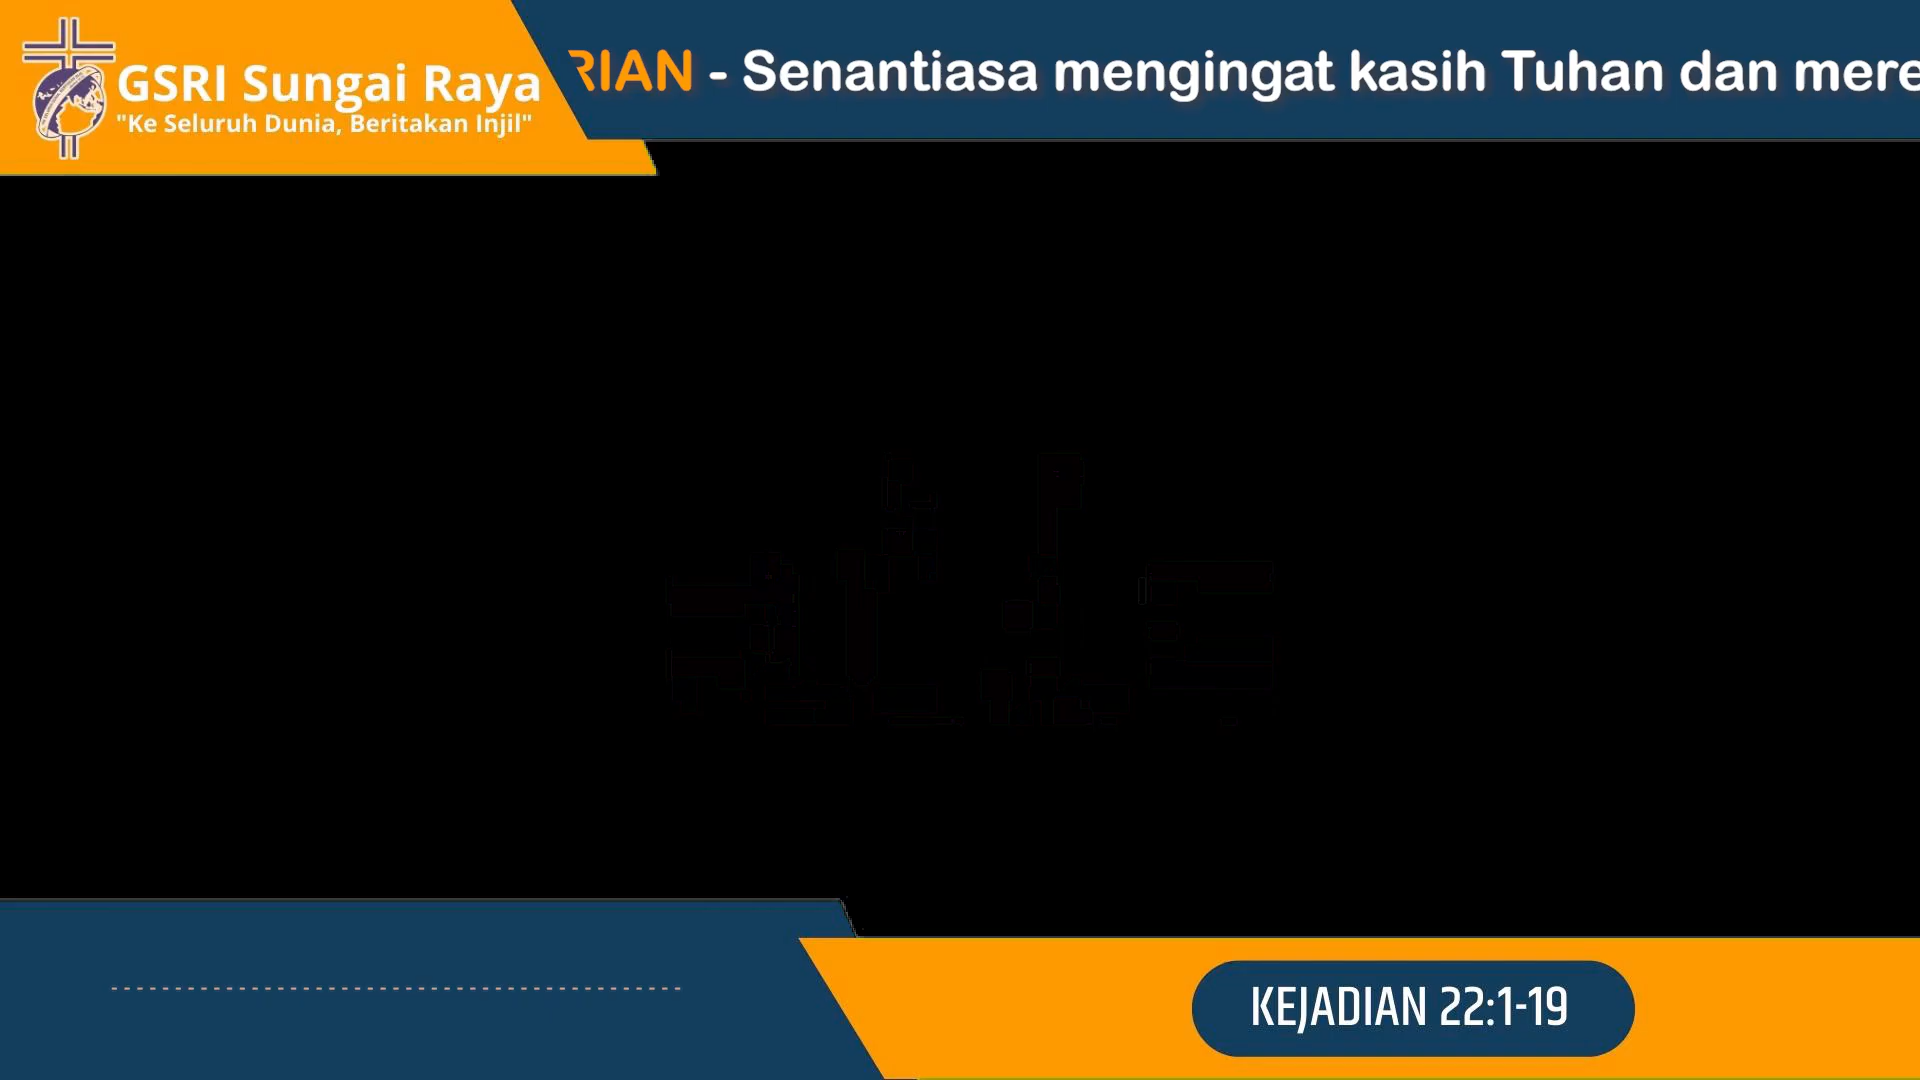 GSRI Sungai Raya
"Ke Seluruh Dunia, Beritakan Injil"
RIAN - Senantiasa mengingat kasih Tuhan dan mere
KEJADIAN 22:1-19